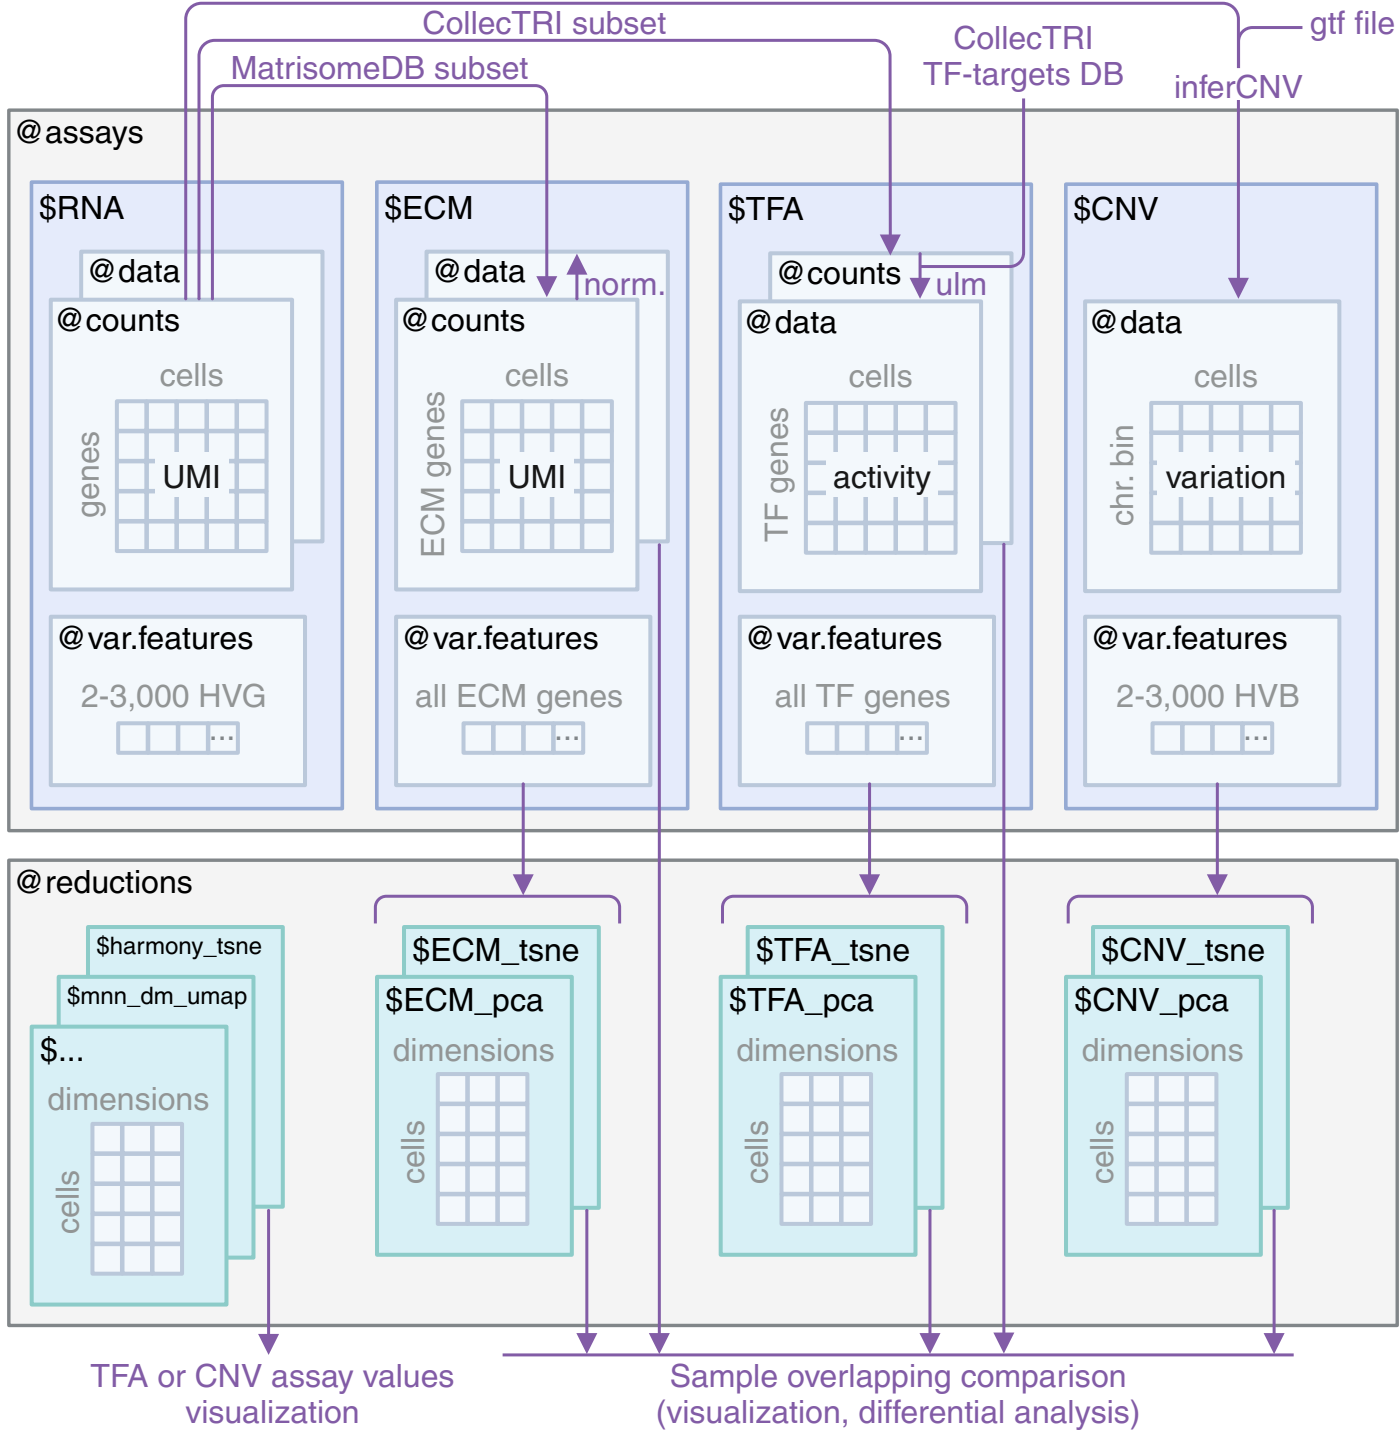 CollecTRI subset
MatrisomeDB subset
CollecTRI
TF-targets DB
gtf file
inferCNV
@assays
$RNA
@data
@counts
cells
genes
UMI
@var.features
2-3,000 HVG
...
$ECM
@data
norm.
@counts
cells
ECM genes
UMI
@var.features
all ECM genes
...
$TFA
@counts
ulm
@data
cells
TF genes
activity
@var.features
all TF genes
...
$CNV
@data
cells
chr. bin
variation
@var.features
2-3,000 HVB
...
@reductions
$harmony_tsne
$mnn_dm_umap
$...
dimensions
cells
$ECM_tsne
$ECM_pca
dimensions
cells
$TFA_tsne
$TFA_pca
dimensions
cells
$CNV_tsne
$CNV_pca
dimensions
cells
TFA or CNV assay values
visualization
Sample overlapping comparison
(visualization, differential analysis)